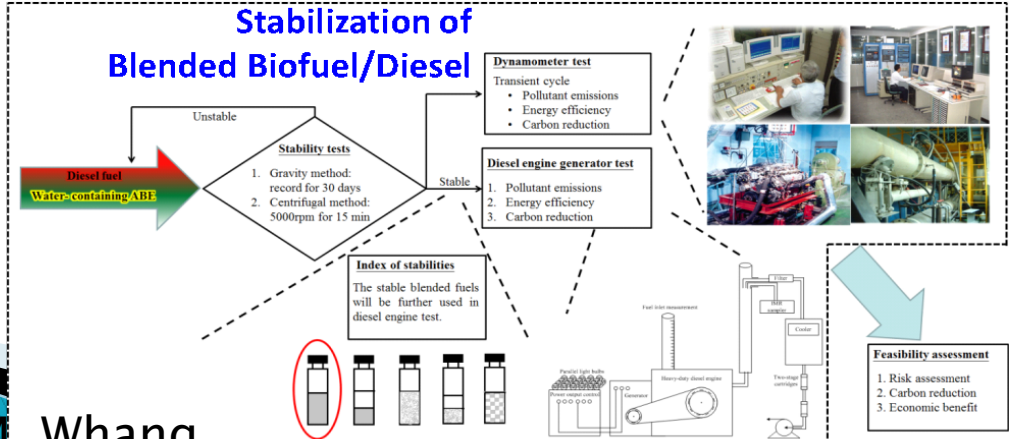 Stabilization of
Blended Biofuel/Diesel
Unstable
Diesel fuel
Water- containing ABE
Stability tests
1. Gravity method:
record for 30 days
2. Centrifugal method:
5000rpm for 15 min
Stable
Dynamometer test
Transient cycle
• Pollutant emissions
• Energy efficiency
• Carbon reduction
Diesel engine generator test
1. Pollutant emissions
2. Energy efficiency
3. Carbon reduction
Index of stabilities
The stable blended fuels
will be further used in
diesel engine test.
Fuel inlet measurement
Filter
sampler
Cooler
Two-stage
cartridges
Parallel light bulbs
Power output control
Generator
Heavy-duty diesel engine
Feasibility assessment
1. Risk assessment
2. Carbon reduction
3. Economic benefit
Whang